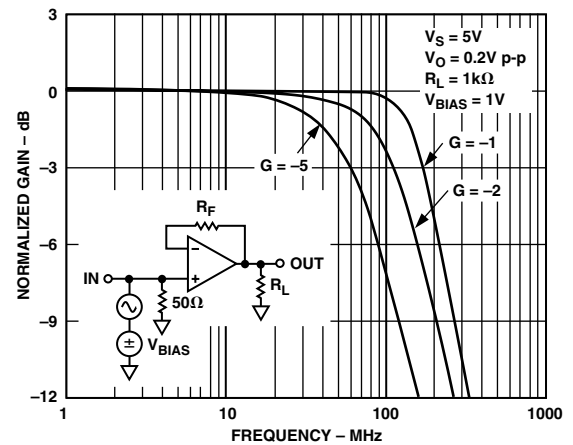 3
0
–3
–6
–9
–12
NORMALIZED GAIN – dB
V_S = 5V
V_O = 0.2V p-p
R_L = 1kΩ
V_BIAS = 1V
G = –5
G = –1
G = –2
R_F
–
+
IN
OUT
50Ω
R_L
±
V_BIAS
1
10
100
1000
FREQUENCY – MHz